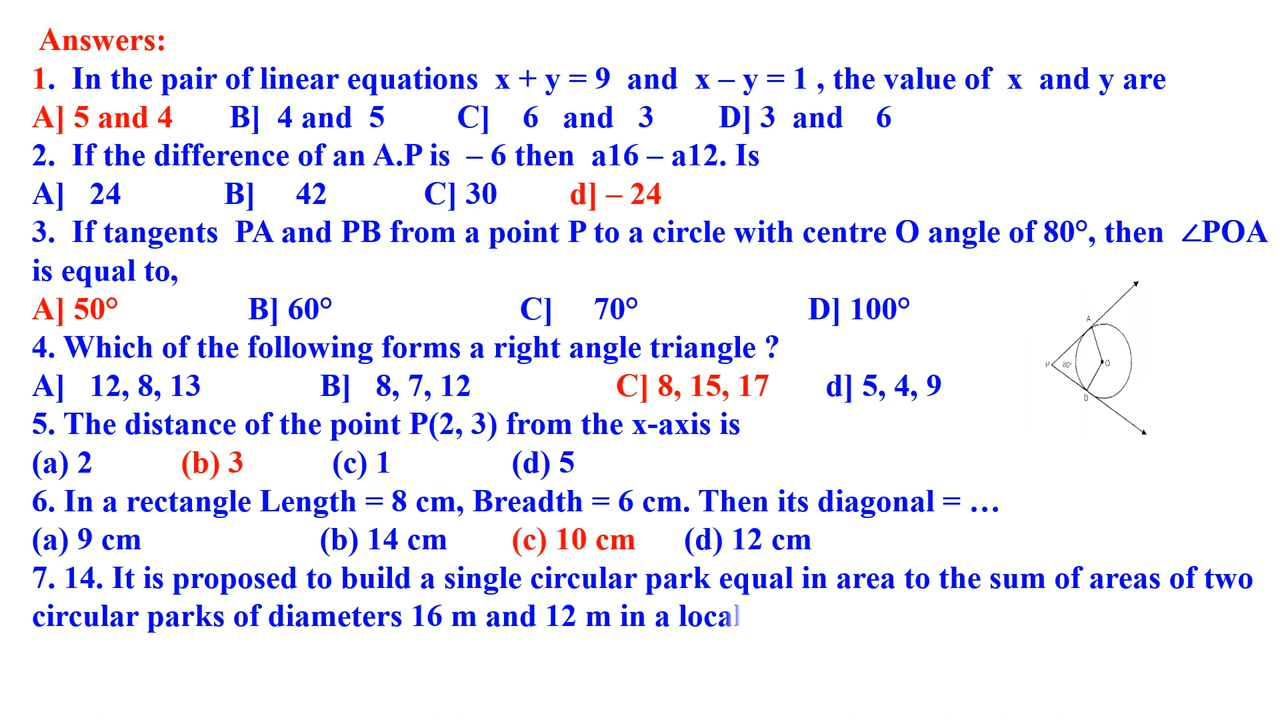 Answers:
1. In the pair of linear equations x + y = 9 and x – y = 1 , the value of x and y are
A] 5 and 4 B] 4 and 5 C] 6 and 3 D] 3 and 6
2. If the difference of an A.P is – 6 then a16 – a12. Is
A] 24 B] 42 C] 30 d] – 24
3. If tangents PA and PB from a point P to a circle with centre O angle of 80°, then ∠POA
is equal to,
A] 50° B] 60° C] 70° D] 100°
4. Which of the following forms a right angle triangle ?
A] 12, 8, 13 B] 8, 7, 12 C] 8, 15, 17 d] 5, 4, 9
5. The distance of the point P(2, 3) from the x-axis is
(a) 2 (b) 3 (c) 1 (d) 5
6. In a rectangle Length = 8 cm, Breadth = 6 cm. Then its diagonal = …
(a) 9 cm (b) 14 cm (c) 10 cm (d) 12 cm
7. 14. It is proposed to build a single circular park equal in area to the sum of areas of two
circular parks of diameters 16 m and 12 m in a local
A
P 80° O
B